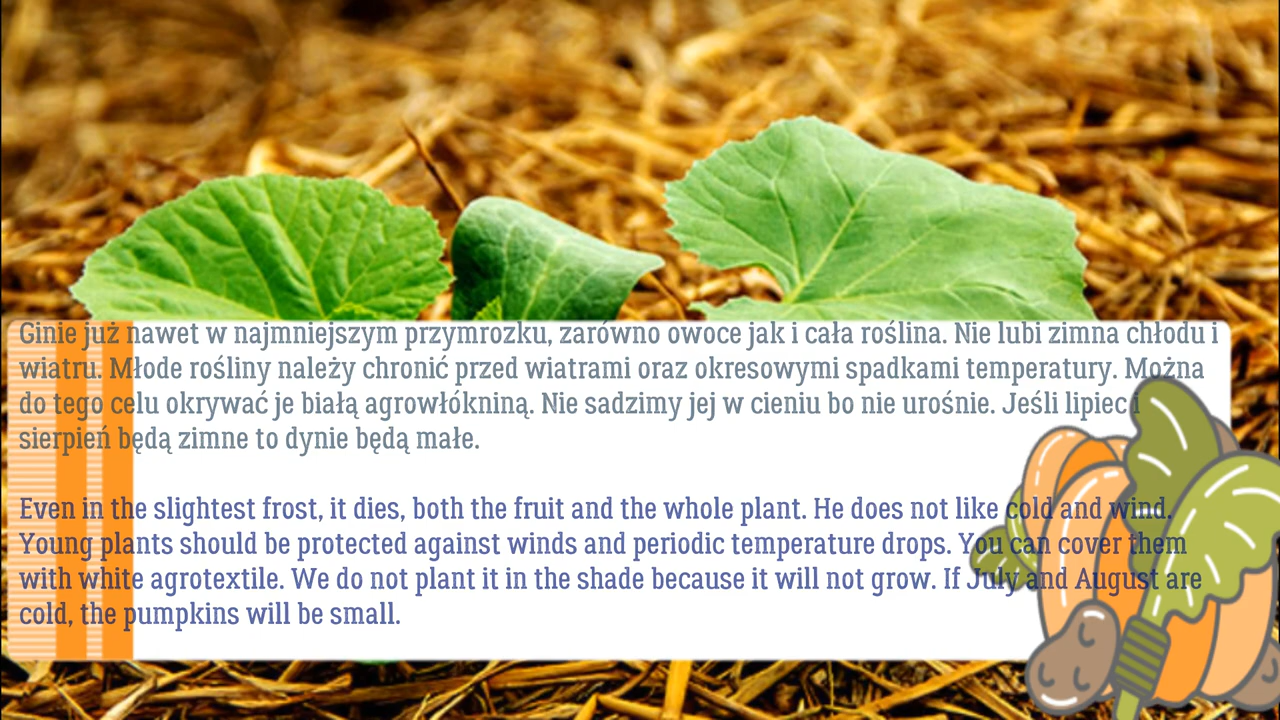 Ginie już nawet w najmniejszym przymrozku, zarówno owoce jak i cała roślina. Nie lubi zimna chłodu i
wiatru. Młode rośliny należy chronić przed wiatrami oraz okresowymi spadkami temperatury. Można
do tego celu okrywać je białą agrowłókniną. Nie sadzimy jej w cieniu bo nie urośnie. Jeśli lipiec i
sierpień będą zimne to dynie będą małe.
Even in the slightest frost, it dies, both the fruit and the whole plant. He does not like cold and wind.
Young plants should be protected against winds and periodic temperature drops. You can cover them
with white agrotextile. We do not plant it in the shade because it will not grow. If July and August are
cold, the pumpkins will be small.